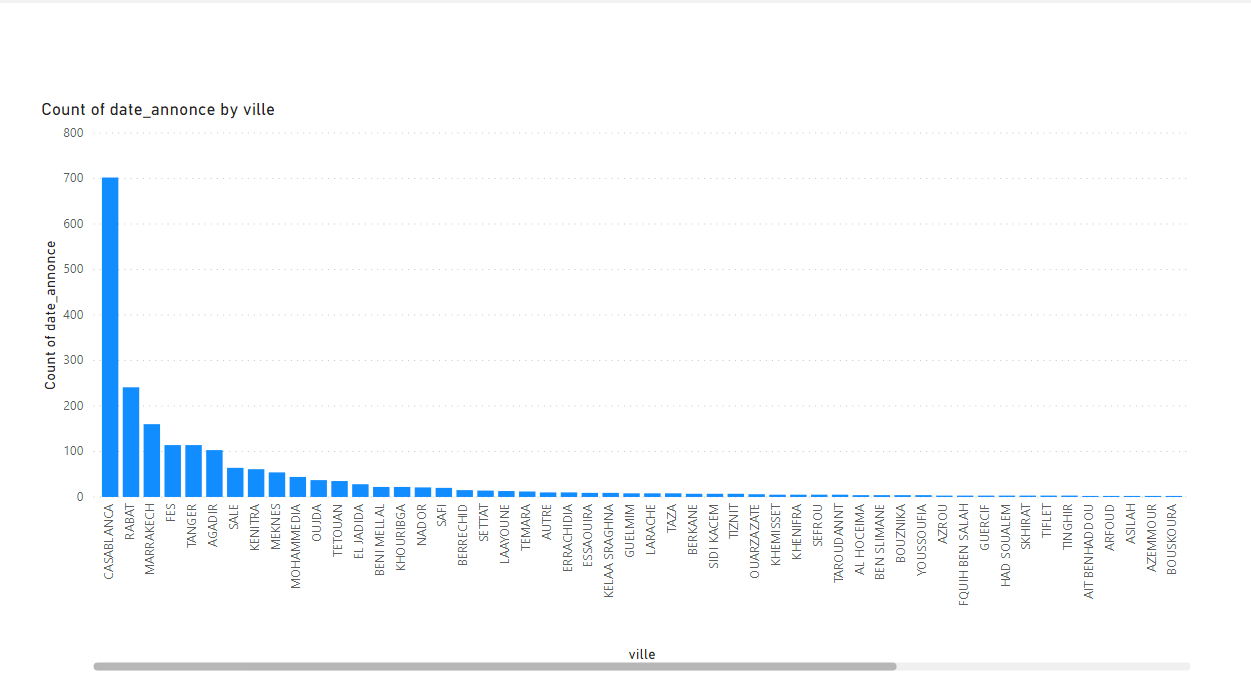 Count of date_annonce by ville
800
700
600
500
400
300
200
100
0
Count of date_annonce
CASABLANCA
RABAT
MARRAKECH
FES
TANGER
AGADIR
SALE
KENITRA
MEKNES
MOHAMMEDIA
OUJDA
TETOUAN
EL JADIDA
BENI MELLAL
KHOURIBGA
NADOR
SAFI
BERRECHID
SETTAT
LAAYOUNE
TEMARA
AUTRE
ERRACHIDIA
ESSAOUIRA
KELAA SRAGHNA
GUELMIM
LARACHE
TAZA
BERKANE
SIDI KACEM
TIZNIT
OUARZAZATE
KHEMISSET
KHENIFRA
SEFROU
TAROUDANNT
AL HOCEIMA
BEN SLIMANE
BOUZNIKA
YOUSSOUFIA
AZROU
FQUIH BEN SALAH
GUERCIF
HAD SOUALEM
SKHIRAT
TIFLET
TINGHIR
AIT BENHADDOU
ARFOUD
ASILAH
AZEMMOUR
BOUSKOURA
ville